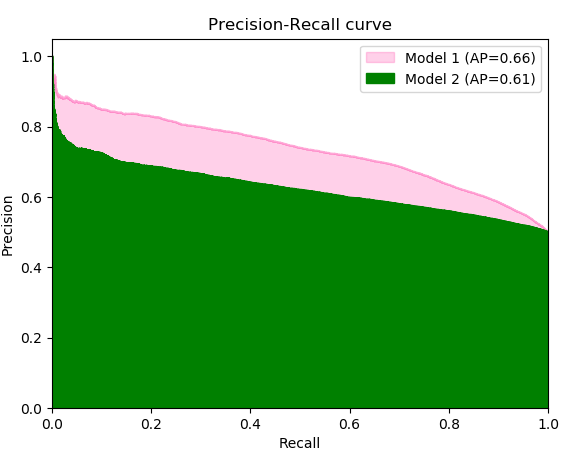 Precision-Recall curve
Model 1 (AP=0.66)
Model 2 (AP=0.61)
Precision
1.0
0.8
0.6
0.4
0.2
0.0
0.0 0.2 0.4 0.6 0.8 1.0
Recall